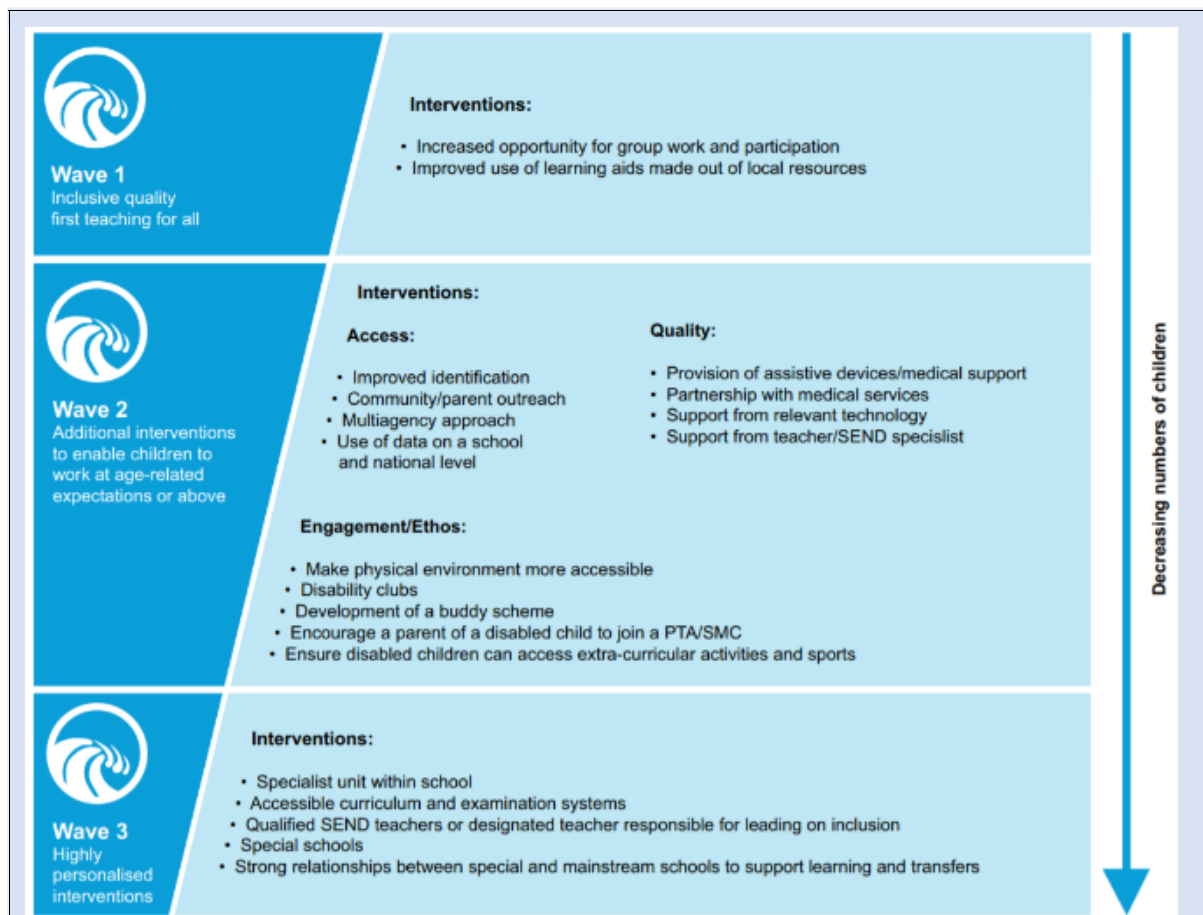 Wave 1
Inclusive quality
first teaching for all
Interventions:
• Increased opportunity for group work and participation
• Improved use of learning aids made out of local resources
Wave 2
Additional interventions
to enable children to
work at age-related
expectations or above
Interventions:
Access:
• Improved identification
• Community/parent outreach
• Multiagency approach
• Use of data on a school
and national level
Quality:
• Provision of assistive devices/medical support
• Partnership with medical services
• Support from relevant technology
• Support from teacher/SEND specislist
Engagement/Ethos:
• Make physical environment more accessible
• Disability clubs
• Development of a buddy scheme
• Encourage a parent of a disabled child to join a PTA/SMC
• Ensure disabled children can access extra-curricular activities and sports
Wave 3
Highly
personalised
interventions
Interventions:
• Specialist unit within school
• Accessible curriculum and examination systems
• Qualified SEND teachers or designated teacher responsible for leading on inclusion
• Special schools
• Strong relationships between special and mainstream schools to support learning and transfers
Decreasing numbers of children